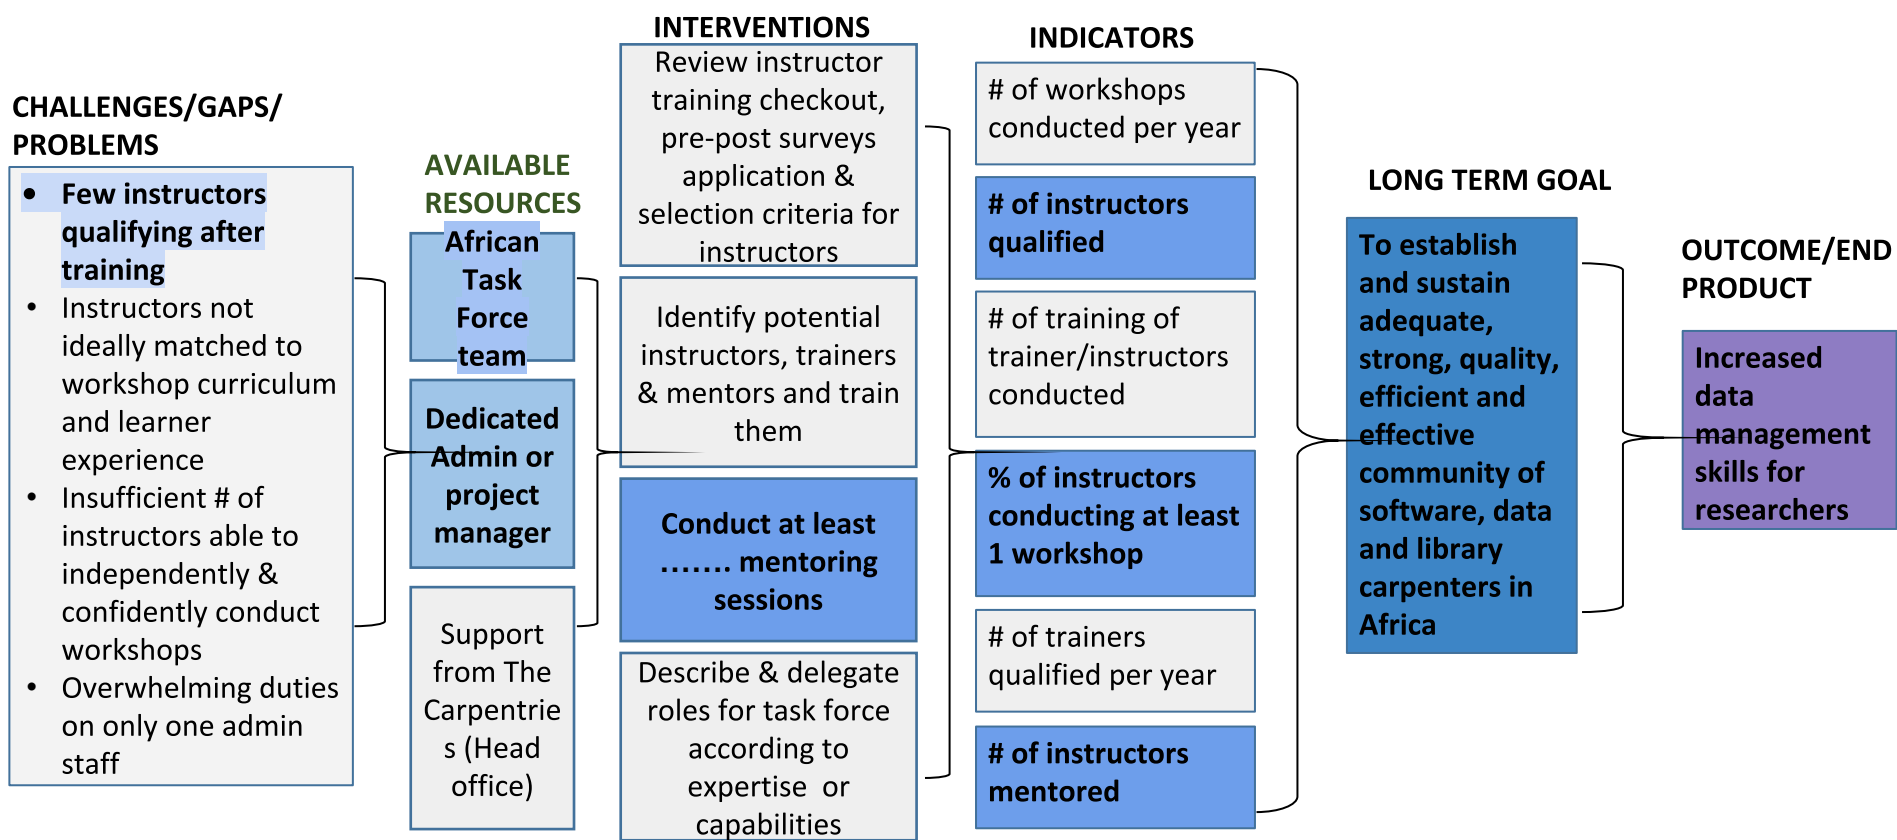 CHALLENGES/GAPS/
PROBLEMS
• Few instructors
qualifying after
training
• Instructors not
ideally matched to
workshop curriculum
and learner
experience
• Insufficient # of
instructors able to
independently &
confidently conduct
workshops
• Overwhelming duties
on only one admin
staff
AVAILABLE
RESOURCES
African
Task
Force
team
Dedicated
Admin or
project
manager
Support
from The
Carpentrie
s (Head
office)
INTERVENTIONS
Review instructor
training checkout,
pre-post surveys
application &
selection criteria for
instructors
Identify potential
instructors, trainers
& mentors and train
them
Conduct at least
....... mentoring
sessions
Describe & delegate
roles for task force
according to
expertise or
capabilities
INDICATORS
# of workshops
conducted per year
# of instructors
qualified
# of training of
trainer/instructors
conducted
% of instructors
conducting at least
1 workshop
# of trainers
qualified per year
# of instructors
mentored
LONG TERM GOAL
To establish
and sustain
adequate,
strong, quality,
efficient and
effective
community of
software, data
and library
carpenters in
Africa
OUTCOME/END
PRODUCT
Increased
data
management
skills for
researchers